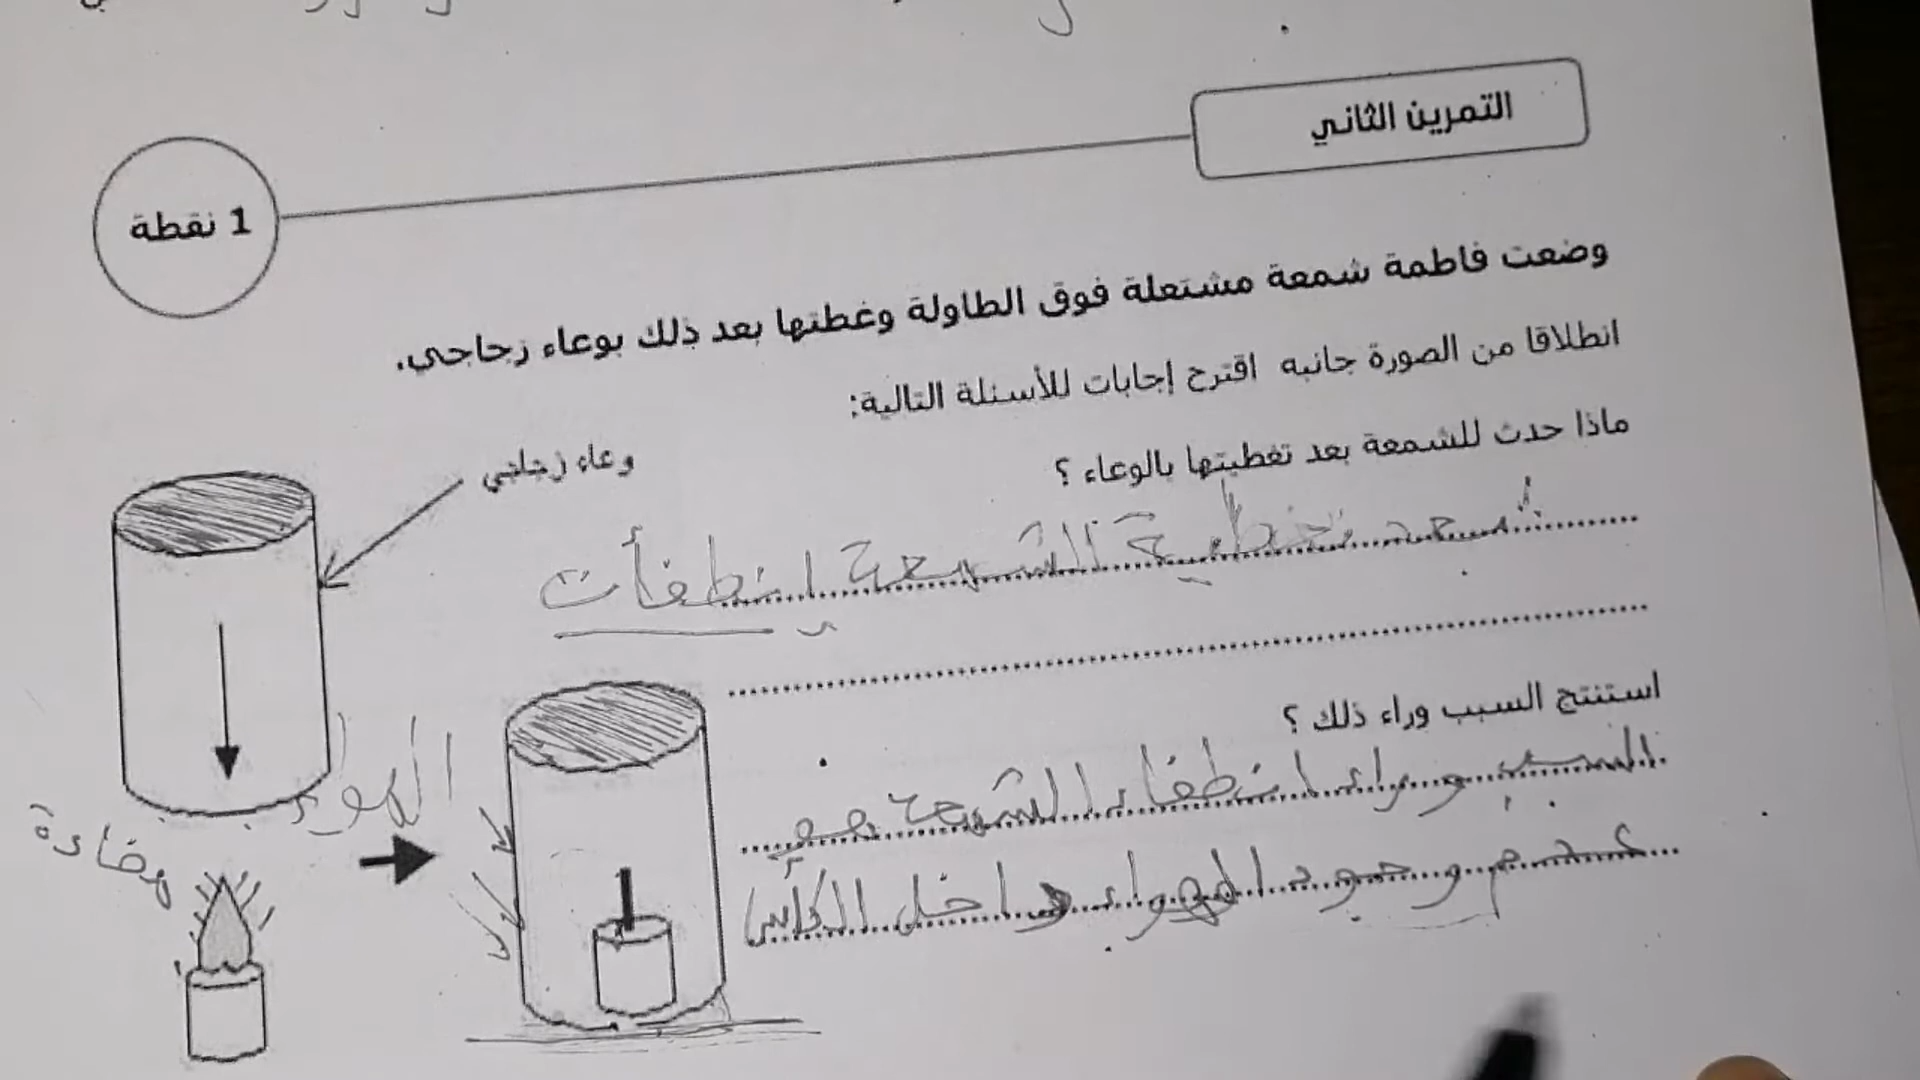 التمرين الثاني
1 نقطة
وضعت فاطمة شمعة مشتعلة فوق الطاولة وغطتها بعد ذلك بوعاء زجاجي.
انطلاقا من الصورة جانبه اقترح إجابات للأسئلة التالية:
ماذا حدث للشمعة بعد تغطيتها بالوعاء ؟
وعاء زجاجي
تغطية الشمعة انطفأت
استنتج السبب وراء ذلك ؟
السبب وراء انطفاء الشمعة هو
عدم وجود الهواء داخل الكأس
الهواء
مضاءة